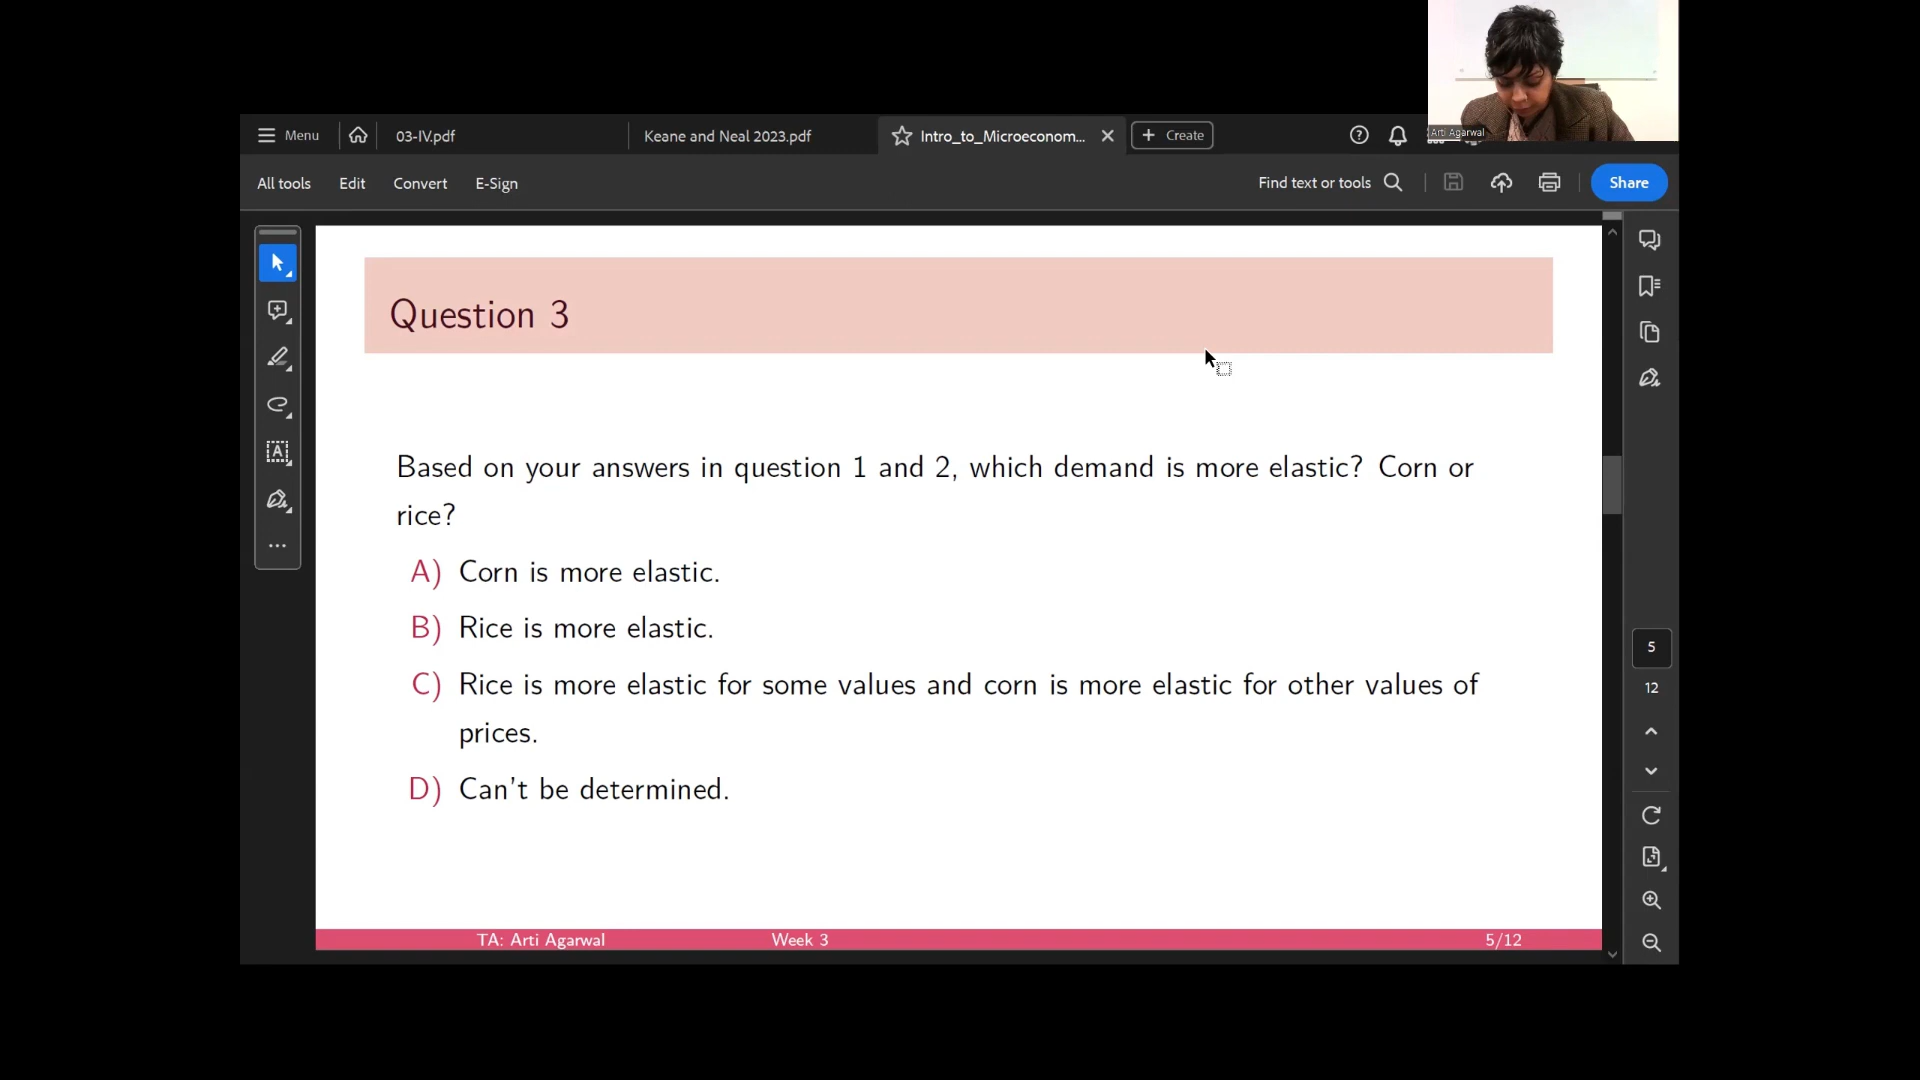 Arti Agarwal
Menu
03-IV.pdf
Keane and Neal 2023.pdf
Intro_to_Microeconom...
Create
All tools
Edit
Convert
E-Sign
Find text or tools
Share
Question 3
Based on your answers in question 1 and 2, which demand is more elastic? Corn or
rice?
A) Corn is more elastic.
B) Rice is more elastic.
C) Rice is more elastic for some values and corn is more elastic for other values of
prices.
D) Can't be determined.
5
12
TA: Arti Agarwal
Week 3
5/12